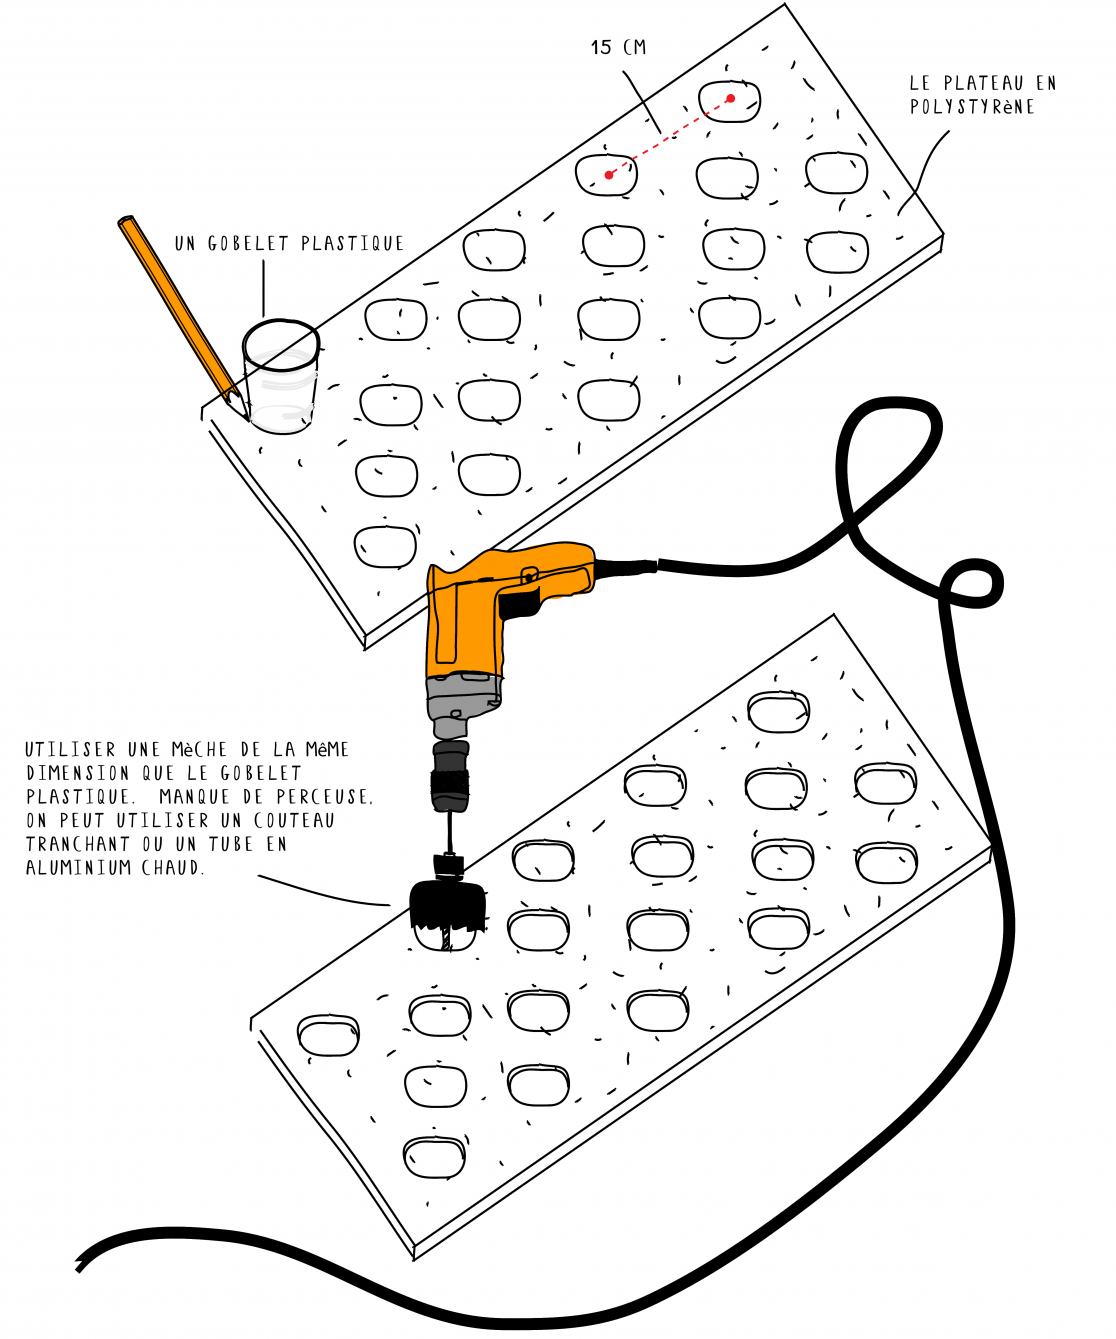 15 CM
LE PLATEAU EN
POLYSTYRèNE
UN GOBELET PLASTIQUE
UTILISER UNE MèCHE DE LA MêME
DIMENSION QUE LE GOBELET
PLASTIQUE. MANQUE DE PERCEUSE,
ON PEUT UTILISER UN COUTEAU
TRANCHANT OU UN TUBE EN
ALUMINIUM CHAUD.